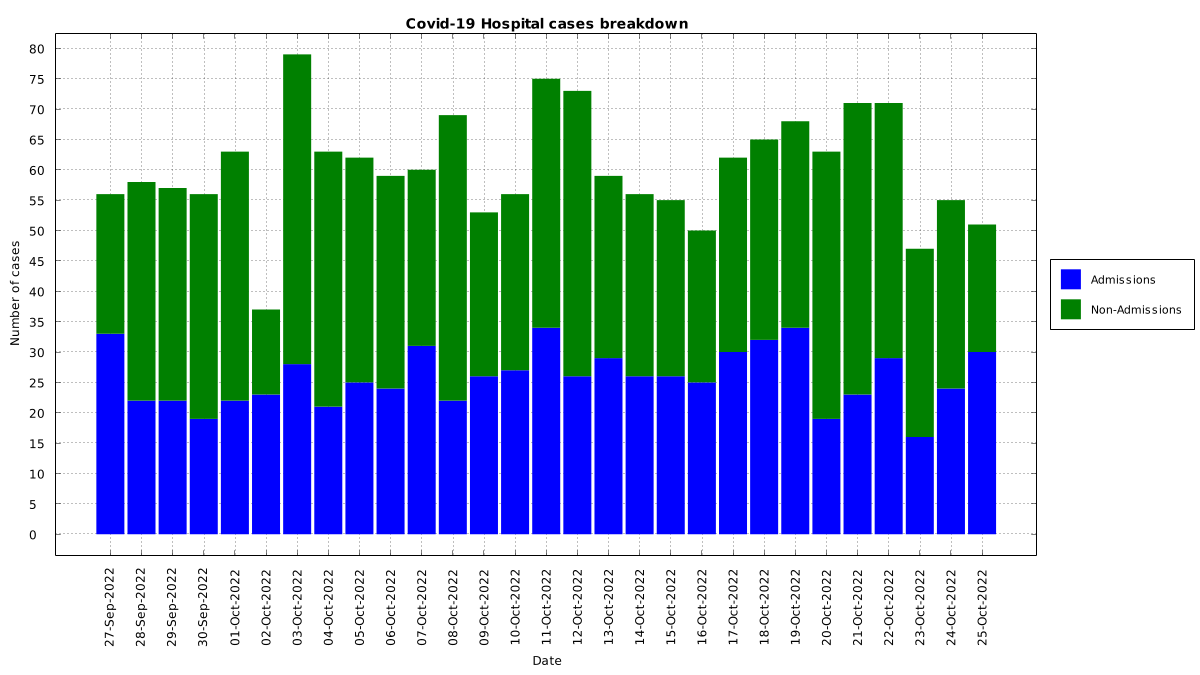 Covid-19 Hospital cases breakdown
80
75
70
65
60
55
50
45
40
35
30
25
20
15
10
5
0
Number of cases
Admissions
Non-Admissions
27-Sep-2022
28-Sep-2022
29-Sep-2022
30-Sep-2022
01-Oct-2022
02-Oct-2022
03-Oct-2022
04-Oct-2022
05-Oct-2022
06-Oct-2022
07-Oct-2022
08-Oct-2022
09-Oct-2022
10-Oct-2022
11-Oct-2022
12-Oct-2022
13-Oct-2022
14-Oct-2022
15-Oct-2022
16-Oct-2022
17-Oct-2022
18-Oct-2022
19-Oct-2022
20-Oct-2022
21-Oct-2022
22-Oct-2022
23-Oct-2022
24-Oct-2022
25-Oct-2022
Date